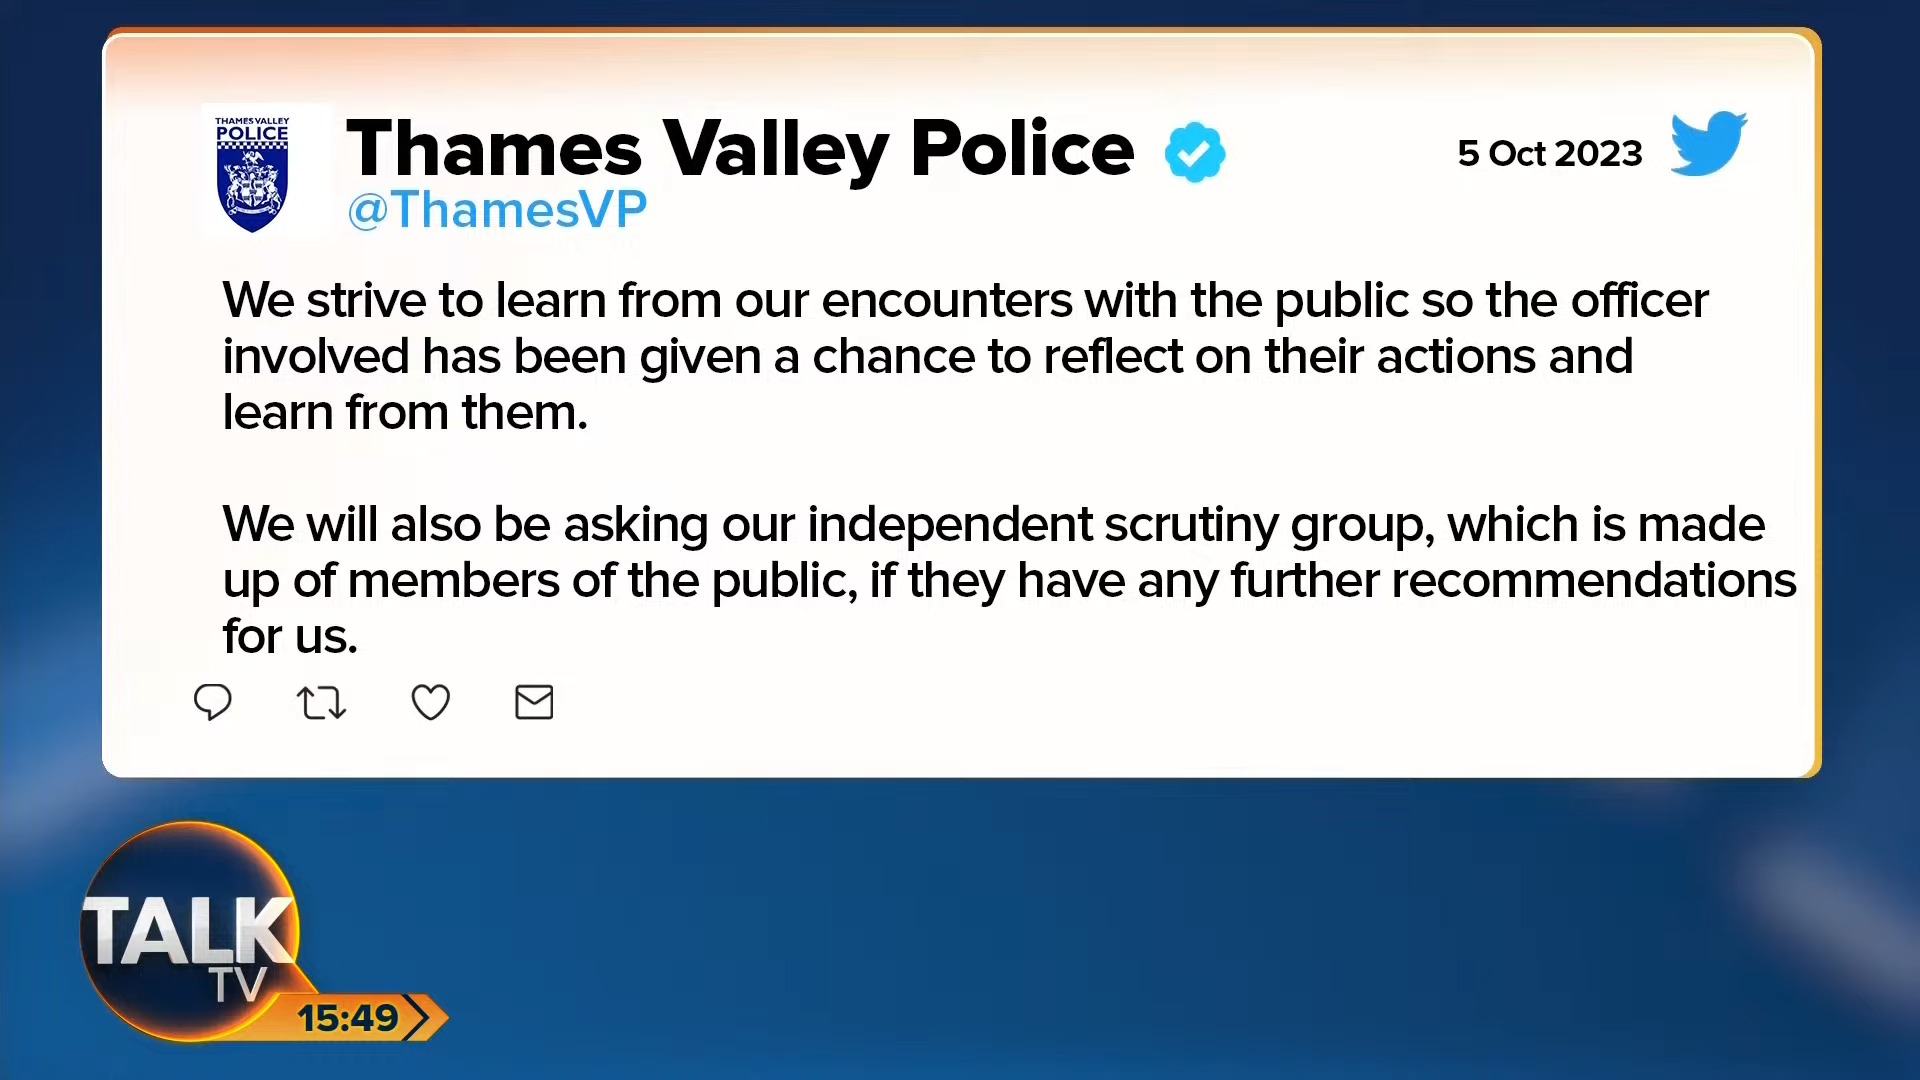 THAMES VALLEY
POLICE
Thames Valley Police
@ThamesVP
5 Oct 2023
We strive to learn from our encounters with the public so the officer
involved has been given a chance to reflect on their actions and
learn from them.
We will also be asking our independent scrutiny group, which is made
up of members of the public, if they have any further recommendations
for us.
TALK
TV
15:49